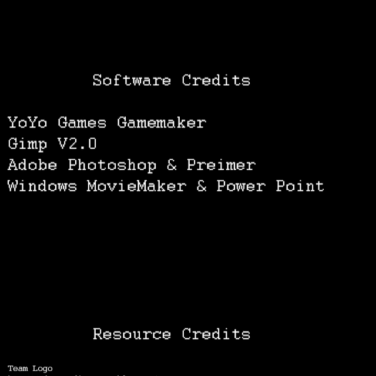 Software Credits
YoYo Games Gamemaker
Gimp V2.0
Adobe Photoshop & Preimer
Windows MovieMaker & Power Point
Resource Credits
Team Logo